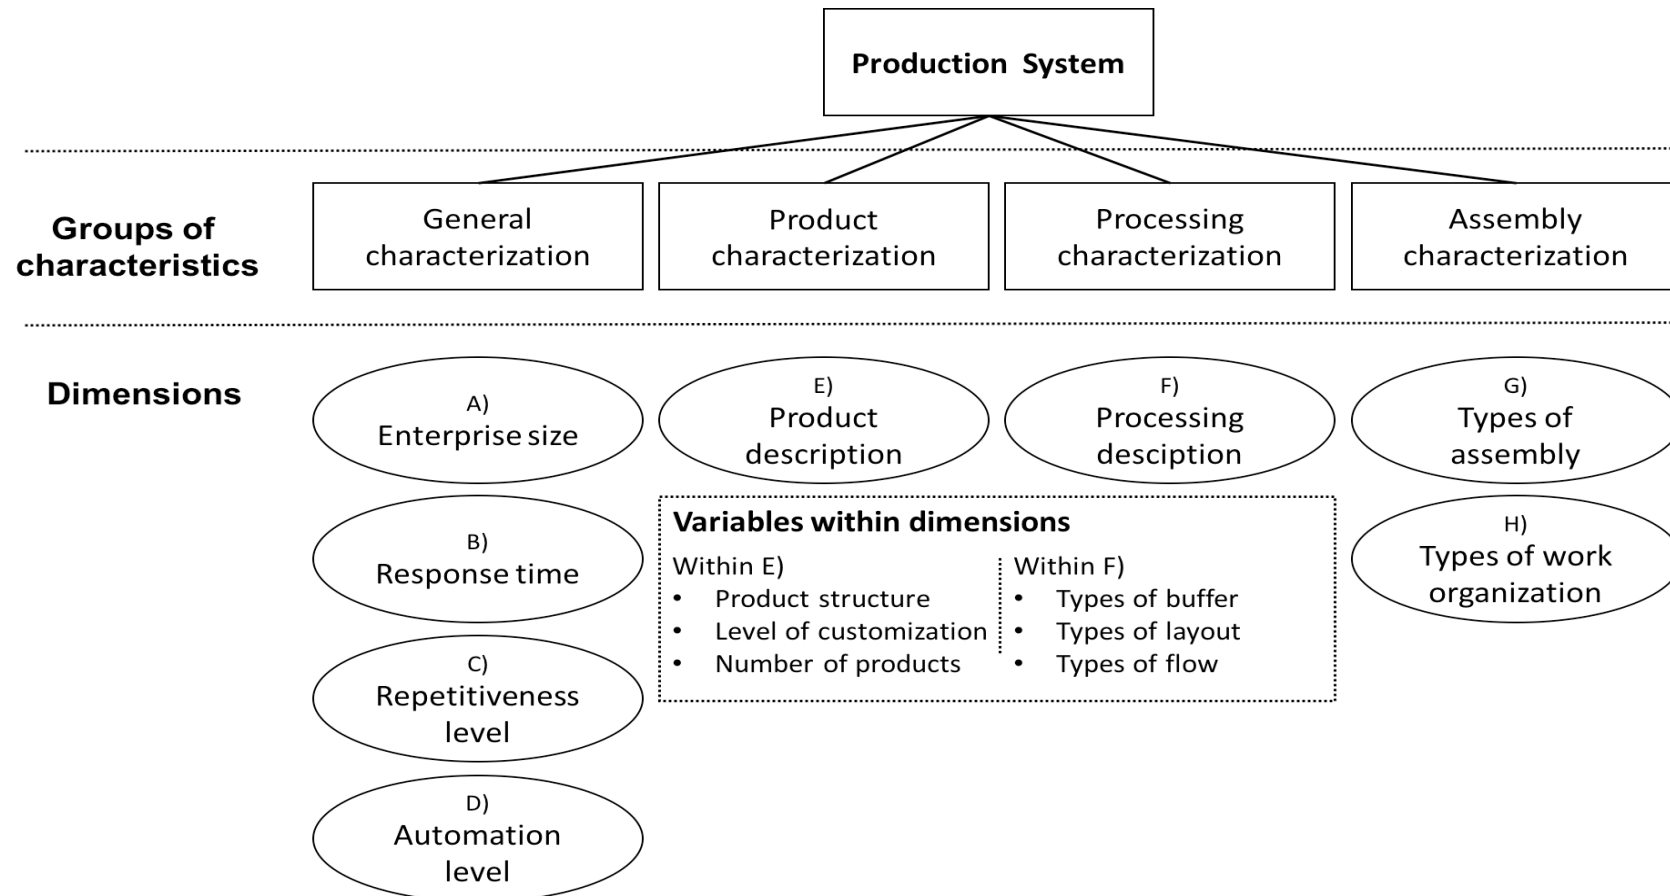 Production System
Groups of
characteristics
General
characterization
Product
characterization
Processing
characterization
Assembly
characterization
Dimensions
A)
Enterprise size
B)
Response time
C)
Repetitiveness
level
D)
Automation
level
E)
Product
description
F)
Processing
desciption
G)
Types of
assembly
H)
Types of work
organization
Variables within dimensions
Within E)
• Product structure
• Level of customization
• Number of products
Within F)
• Types of buffer
• Types of layout
• Types of flow